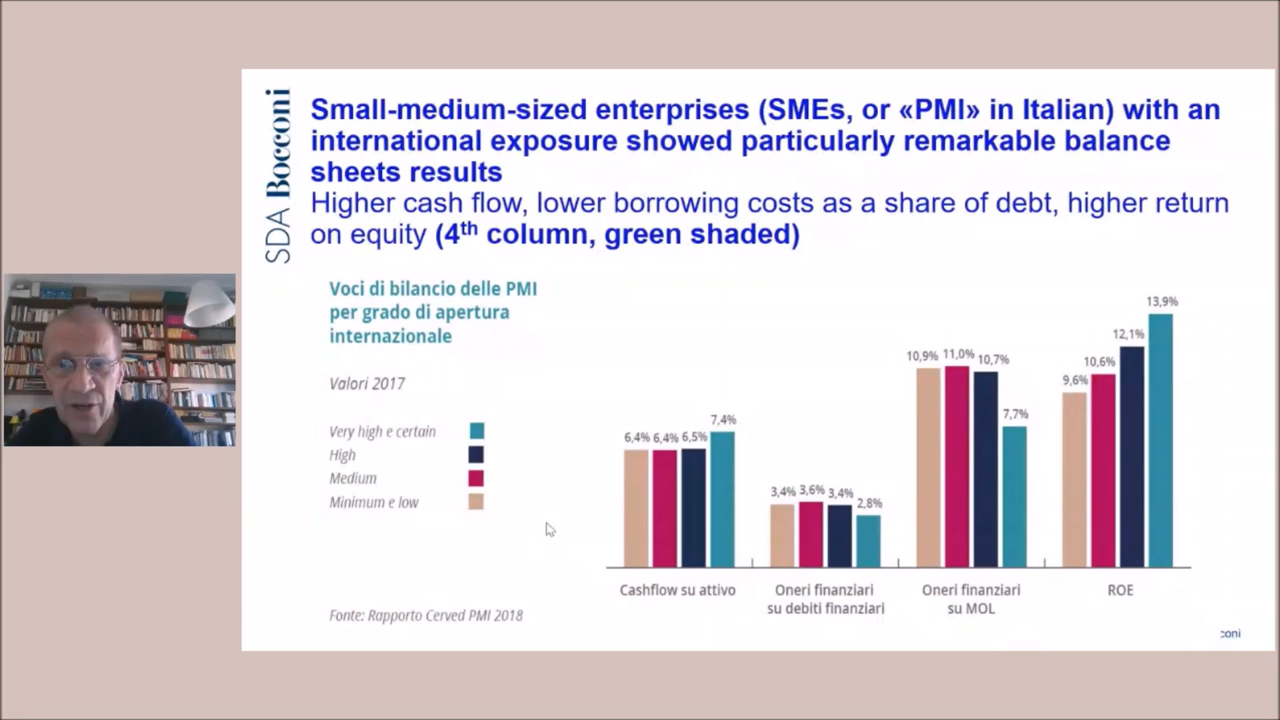 SDA Bocconi
Small-medium-sized enterprises (SMEs, or «PMI» in Italian) with an
international exposure showed particularly remarkable balance
sheets results
Higher cash flow, lower borrowing costs as a share of debt, higher return
on equity (4th column, green shaded)
Voci di bilancio delle PMI
per grado di apertura
internazionale
Valori 2017
Very high e certain
High
Medium
Minimum e low
6,4% 6,4% 6,5% 7,4%
3,4% 3,6% 3,4% 2,8%
10,9% 11,0% 10,7% 7,7%
9,6% 10,6% 12,1% 13,9%
Cashflow su attivo
Oneri finanziari
su debiti finanziari
Oneri finanziari
su MOL
ROE
Fonte: Rapporto Cerved PMI 2018
coni